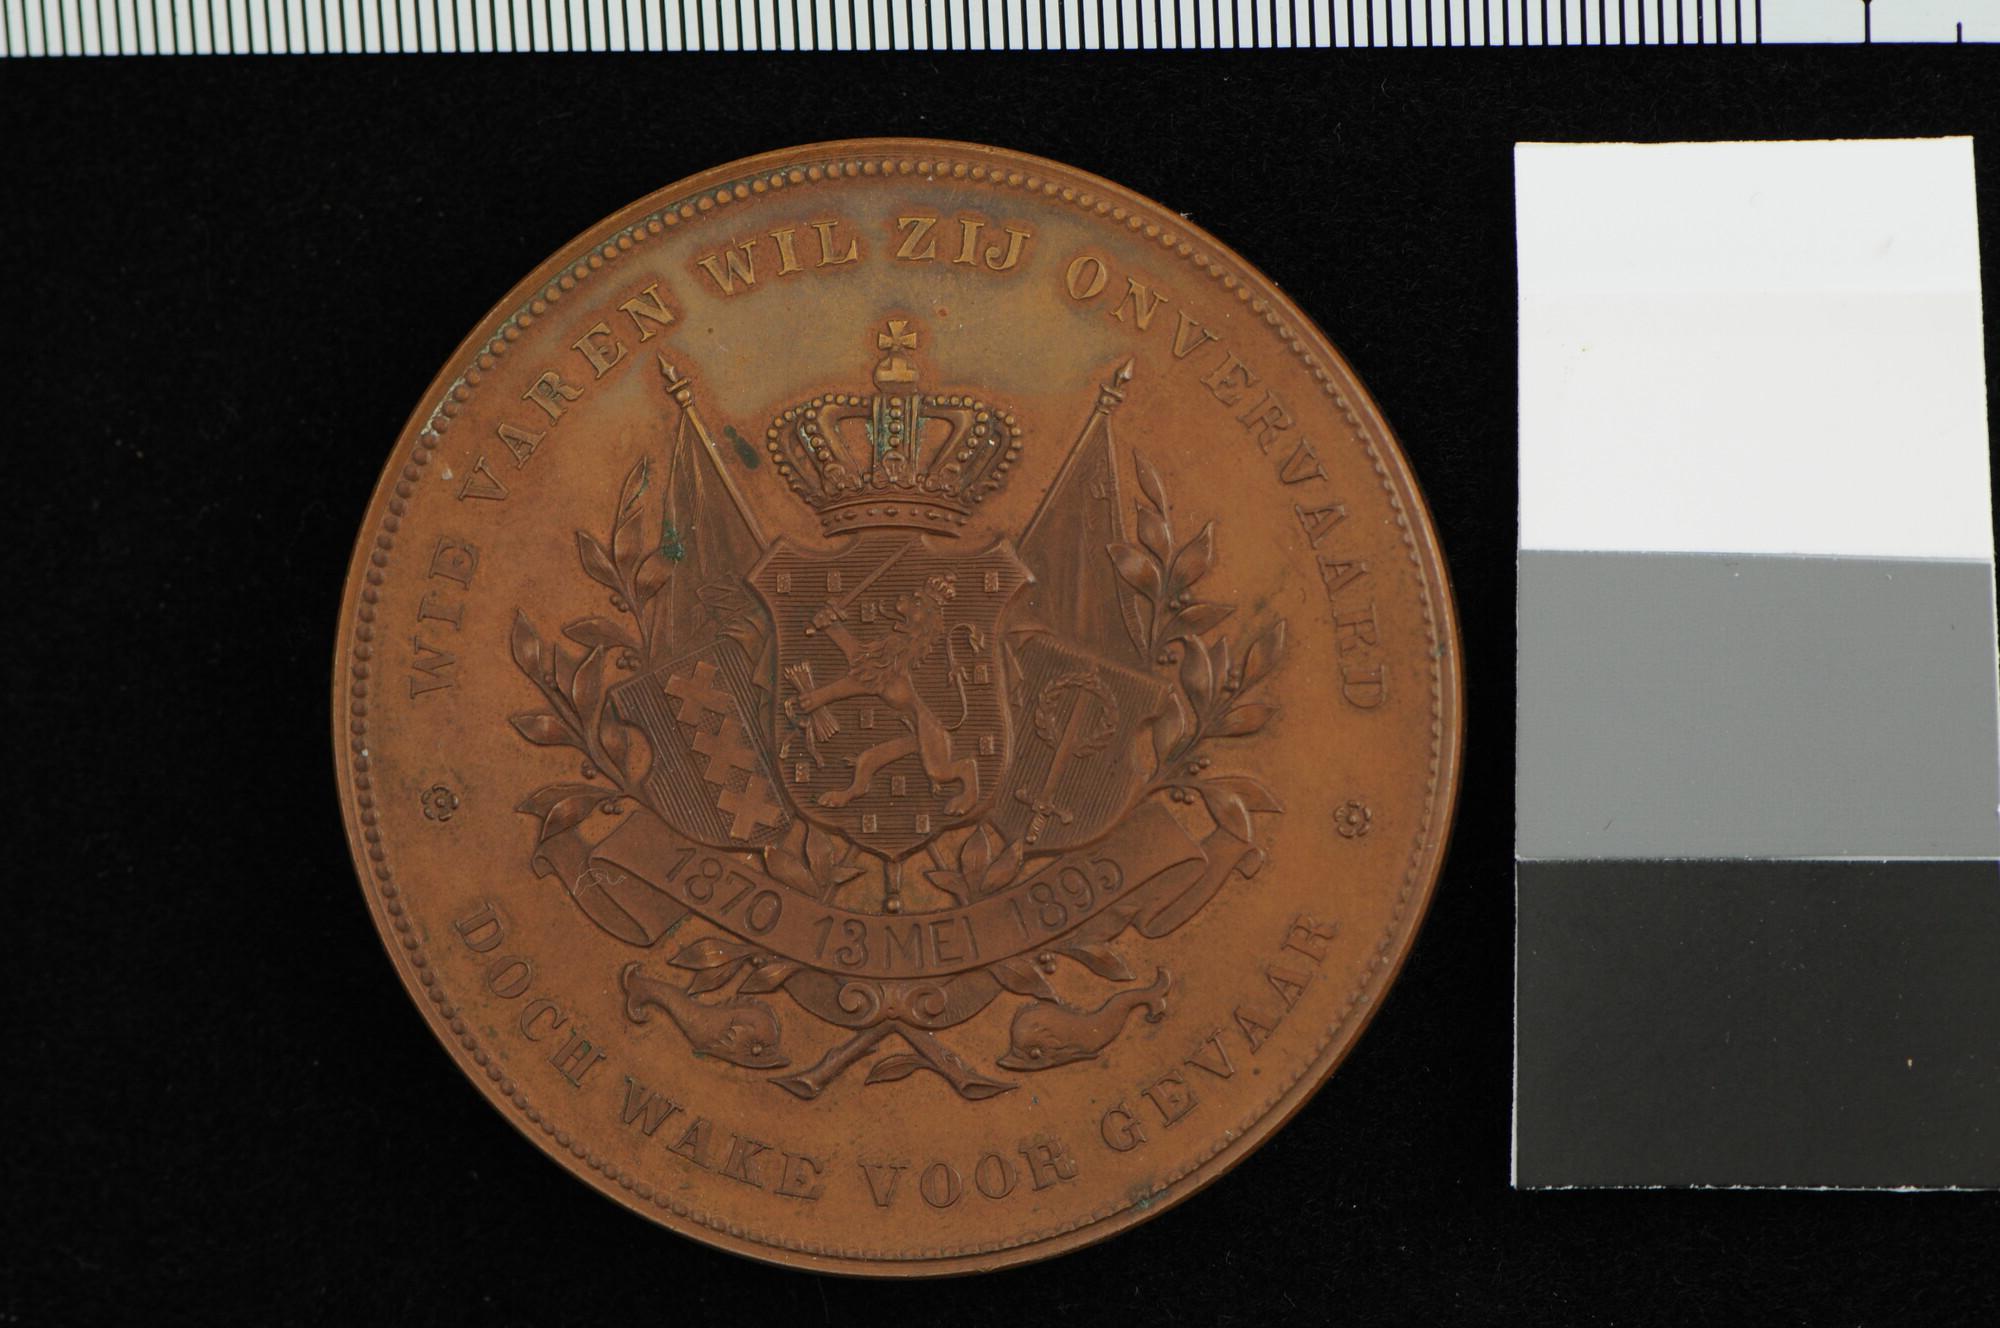 WIE VAREN WIL ZIJ ONVERVAARD
DOCH WAKE VOOR GEVAAR
1870 13 MEI 1895